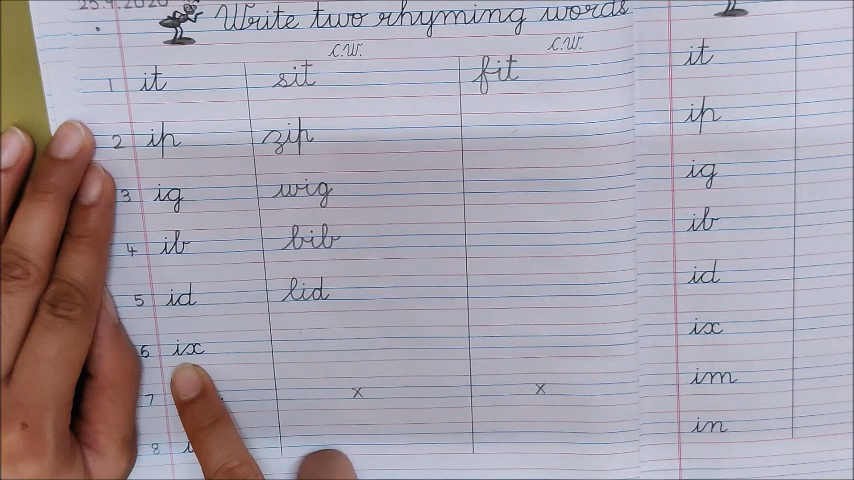 25.9.2020
Write two rhyming words.
c.w. c.w.
1 it sit fit
2 ip zip
3 ig wig
4 ib bib
5 id lid
6 ix
7 x x
8
it
ip
ig
ib
id
ix
im
in